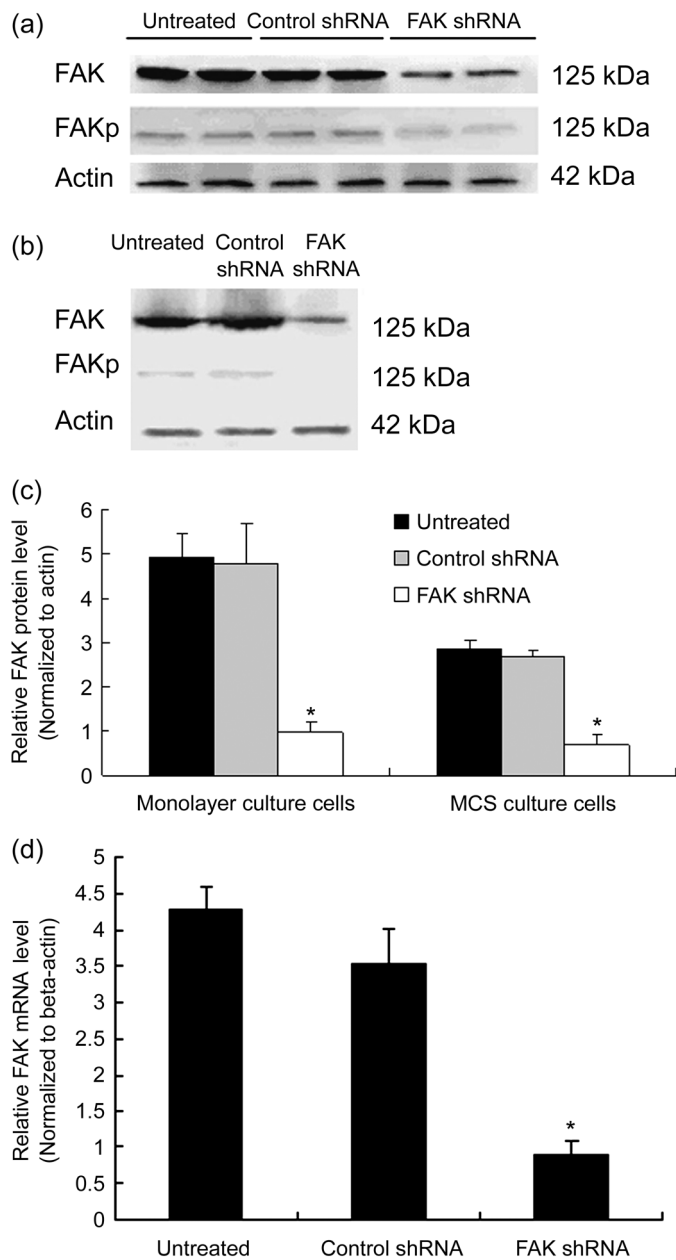 (a)
Untreated Control shRNA FAK shRNA
FAK 125 kDa
FAKp 125 kDa
Actin 42 kDa
(b)
Untreated Control shRNA FAK shRNA
FAK 125 kDa
FAKp 125 kDa
Actin 42 kDa
(c)
Relative FAK protein level
(Normalized to actin)
6
5
4
3
2
1
0
Untreated
Control shRNA
FAK shRNA
*
*
Monolayer culture cells MCS culture cells
(d)
Relative FAK mRNA level
(Normalized to beta-actin)
5
4.5
4
3.5
3
2.5
2
1.5
1
0.5
0
*
Untreated Control shRNA FAK shRNA